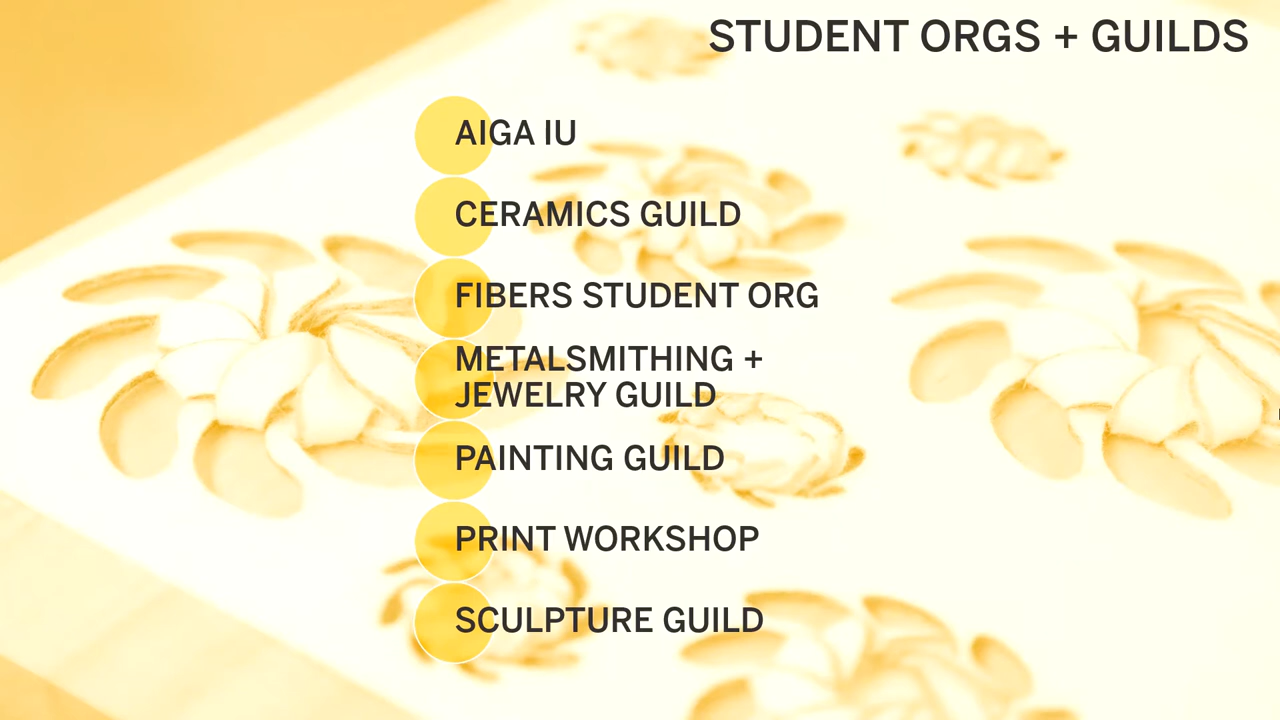 STUDENT ORGS + GUILDS
AIGA IU
CERAMICS GUILD
FIBERS STUDENT ORG
METALSMITHING +
JEWELRY GUILD
PAINTING GUILD
PRINT WORKSHOP
SCULPTURE GUILD